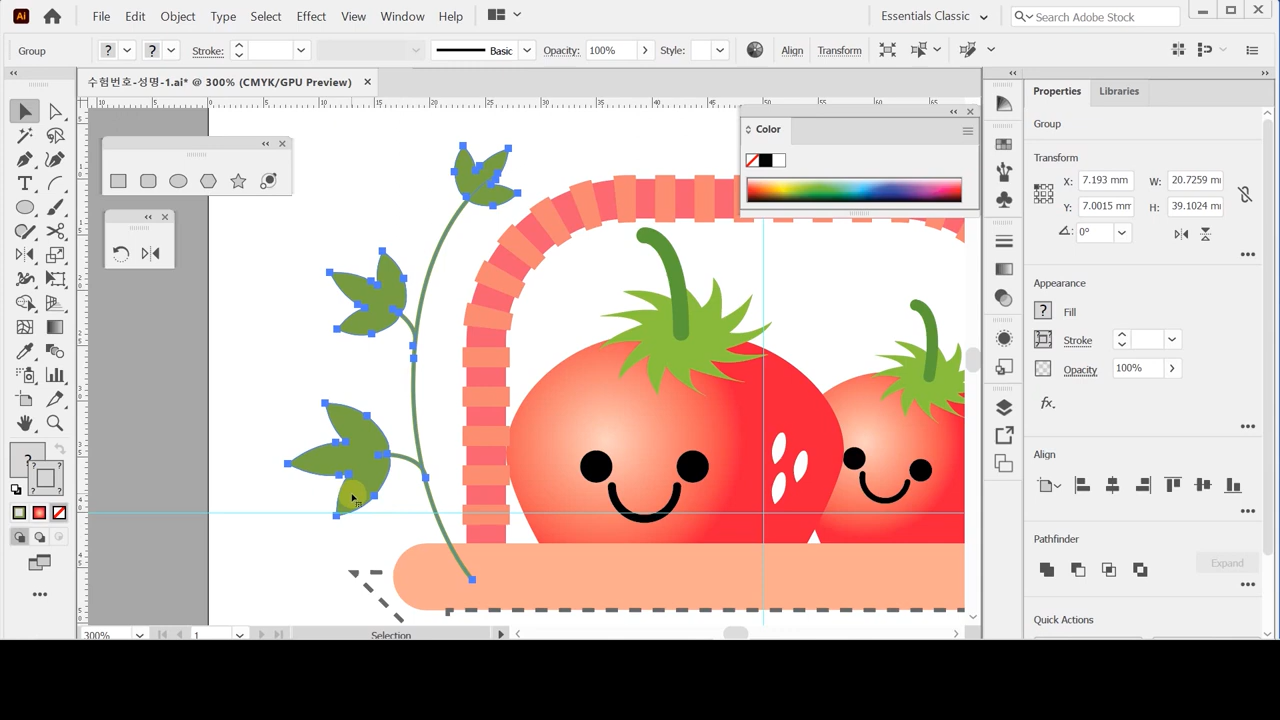 Ai
File Edit Object Type Select Effect View Window Help
Essentials Classic
Search Adobe Stock
Group
? ? Stroke: Basic Opacity: 100% Style: Align Transform
수험번호-성명-1.ai* @ 300% (CMYK/GPU Preview)
Color
Properties Libraries
Group
Transform
X: 7.193 mm W: 20.7259 mi
Y: 7.0015 mm H: 39.1024 mi
0°
Appearance
? Fill
Stroke
Opacity 100%
fx.
Align
Pathfinder
Expand
Quick Actions
300% 1 Selection